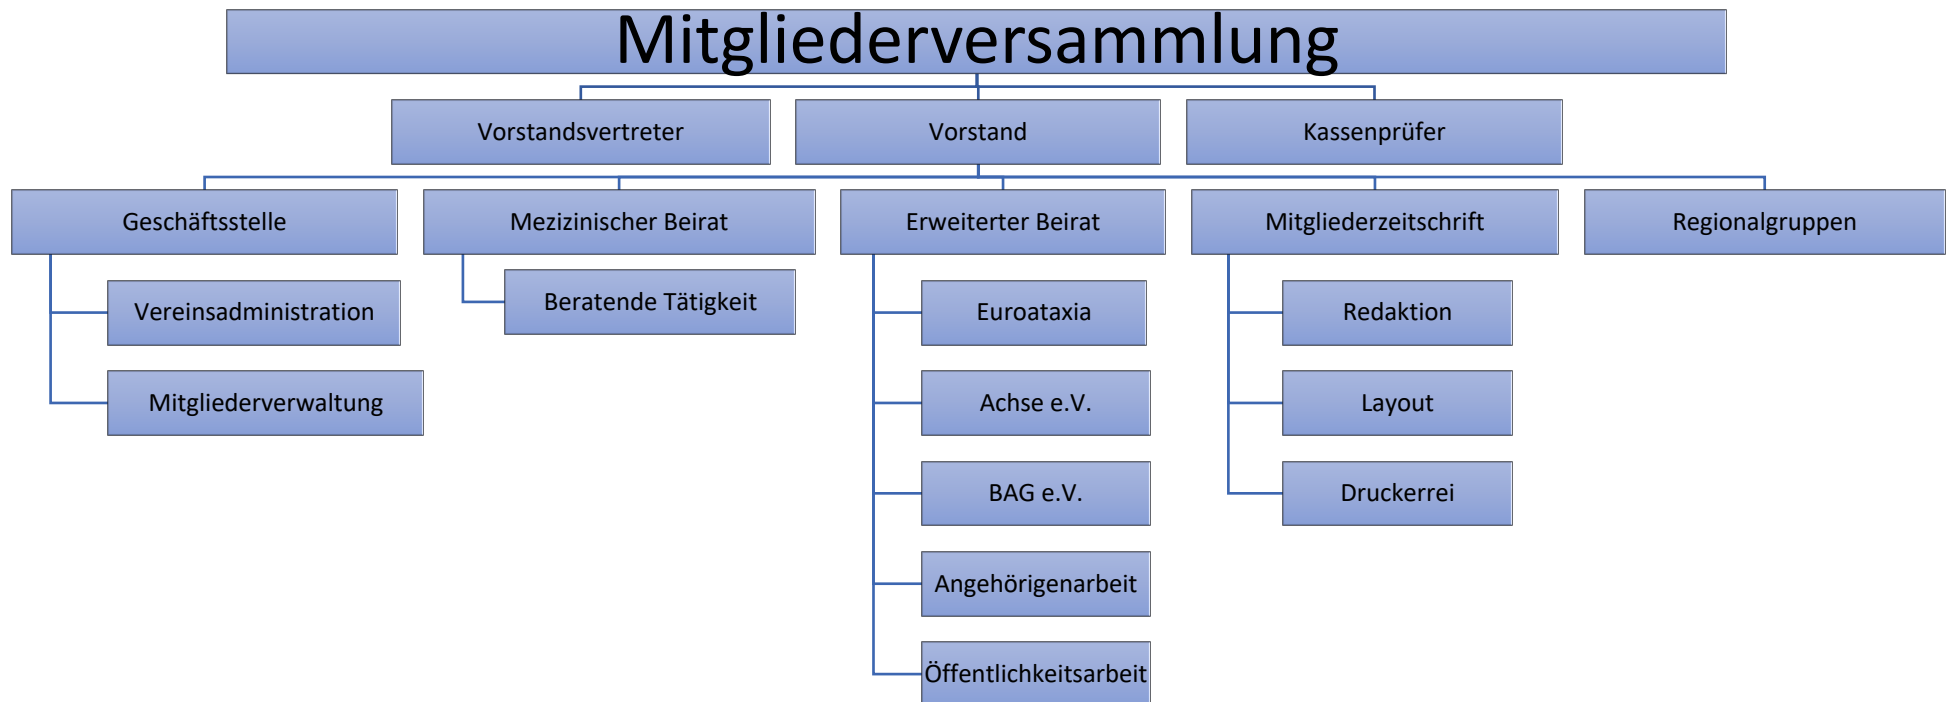 Mitgliederversammlung
Vorstandsvertreter
Vorstand
Kassenprüfer
Geschäftsstelle
Mezizinischer Beirat
Erweiterter Beirat
Mitgliederzeitschrift
Regionalgruppen
Vereinsadministration
Mitgliederverwaltung
Beratende Tätigkeit
Euroataxia
Achse e.V.
BAG e.V.
Angehörigenarbeit
Öffentlichkeitsarbeit
Redaktion
Layout
Druckerrei